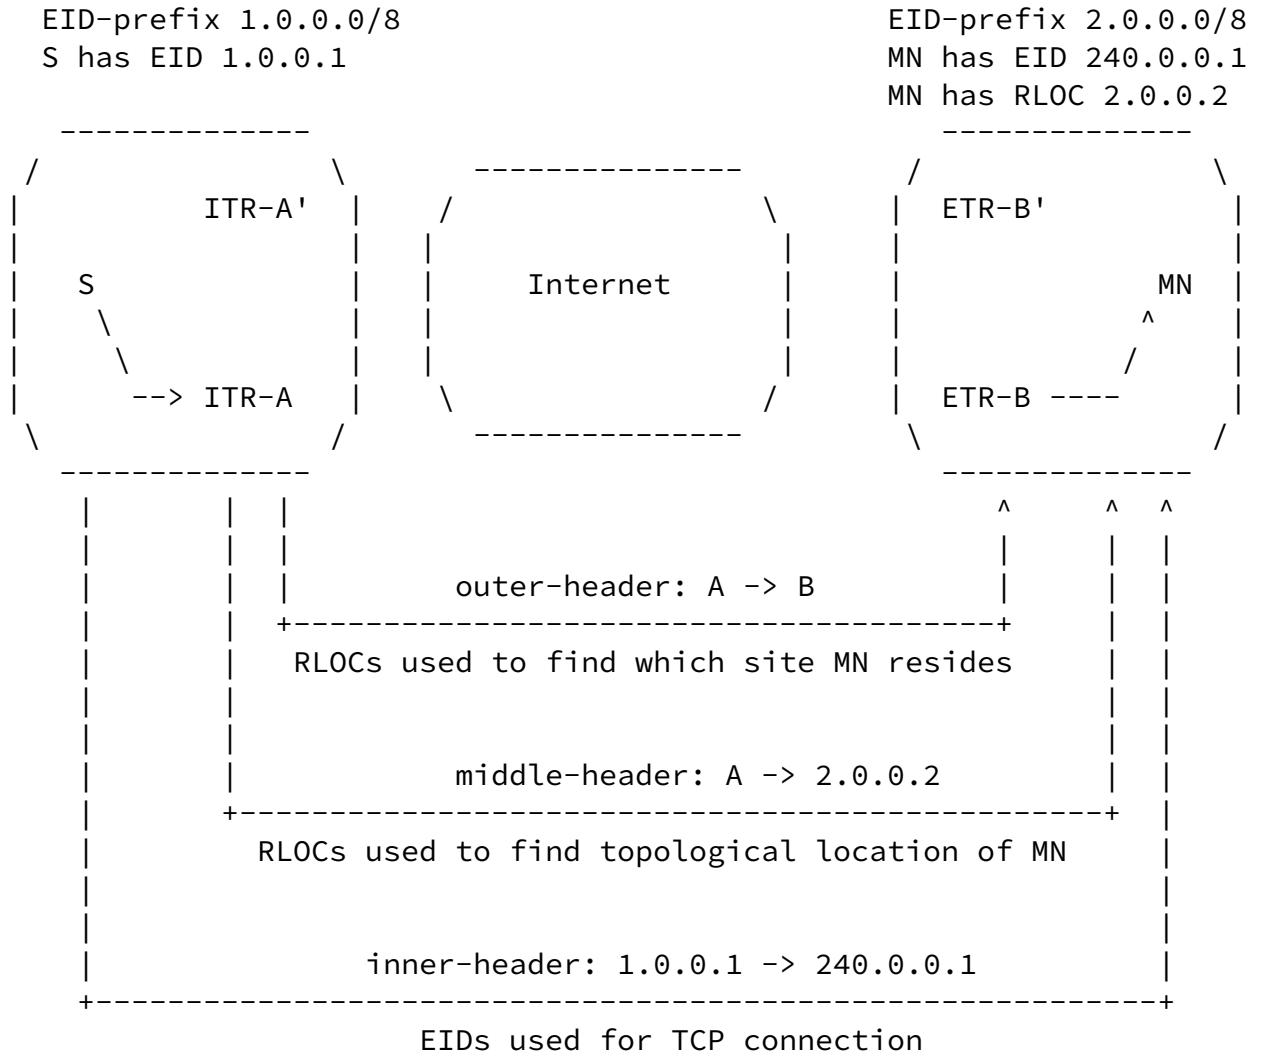 EID-prefix 1.0.0.0/8 EID-prefix 2.0.0.0/8
S has EID 1.0.0.1 MN has EID 240.0.0.1
MN has RLOC 2.0.0.2
ITR-A' ETR-B'
S Internet MN
--> ITR-A ETR-B ----
outer-header: A -> B
RLOCs used to find which site MN resides
middle-header: A -> 2.0.0.2
RLOCs used to find topological location of MN
inner-header: 1.0.0.1 -> 240.0.0.1
EIDs used for TCP connection